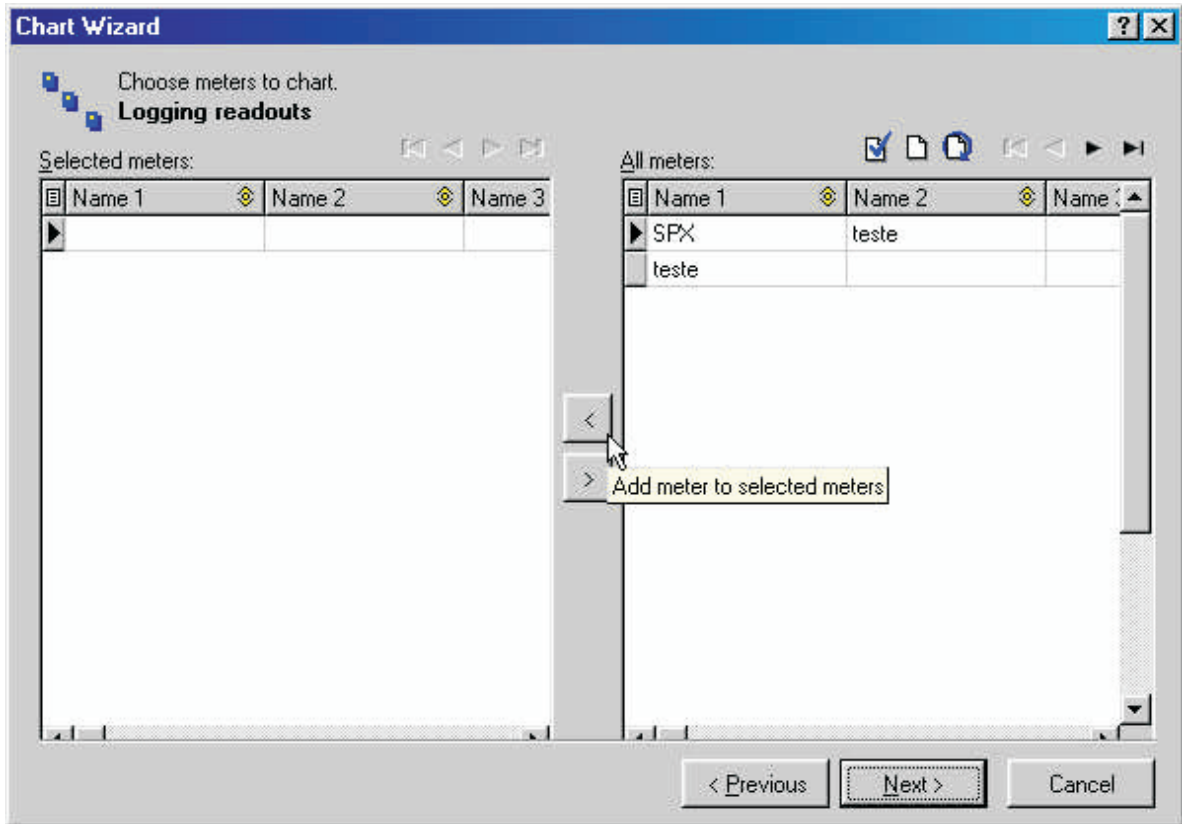 Chart Wizard
Choose meters to chart.
Logging readouts
Selected meters:
All meters:
Name 1 Name 2 Name 3
Name 1 Name 2 Name
SPX teste
teste
<
>
Add meter to selected meters
< Previous Next > Cancel